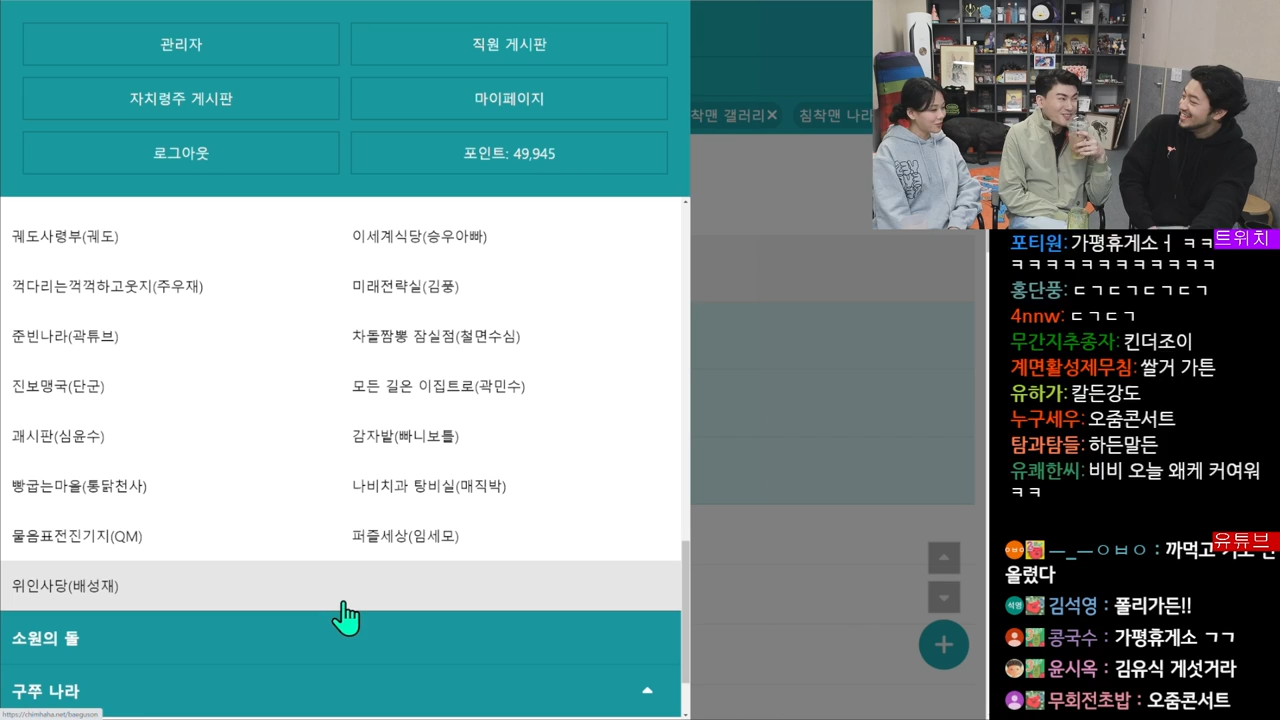 관리자
직원 게시판
자치령주 게시판
마이페이지
로그아웃
포인트: 49,945
착맨 갤러리✕
침착맨 나라
궤도사령부(궤도)
이세계식당(승우아빠)
꺽다리는꺽꺽하고웃지(주우재)
미래전략실(김풍)
준빈나라(곽튜브)
차돌짬뽕 잠실점(철면수심)
진보맹국(단군)
모든 길은 이집트로(곽민수)
괘시판(심윤수)
감자밭(빠니보틀)
빵굽는마을(통닭천사)
나비치과 탕비실(매직박)
물음표전진기지(QM)
퍼즐세상(임세모)
위인사당(배성재)
소원의 돌
구쭈 나라
https://chimhaha.net/baeguson
트위치
포티원: 가평휴게소ㅓ ㅋㅋ
ㅋㅋㅋㅋㅋㅋㅋㅋㅋㅋㅋㅋ
홍단풍: ㄷㄱㄷㄱㄷㄱㄷㄱ
4nnw: ㄷㄱㄷㄱ
무간지추종자: 킨더조이
계면활성제무침: 쌀거 가튼
유하가: 칼든강도
누구세우: 오줌콘서트
탐과탐들: 하든말든
유쾌한씨: 비비 오늘 왜케 커여워
ㅋㅋ
유튜브
ㅡ_ㅡㅇㅂㅇ : 까먹고
올렸다
김석영 : 폴리가든!!
콩국수 : 가평휴게소 ㄱㄱ
윤시옥 : 김유식 게섯거라
무회전초밥 : 오줌콘서트